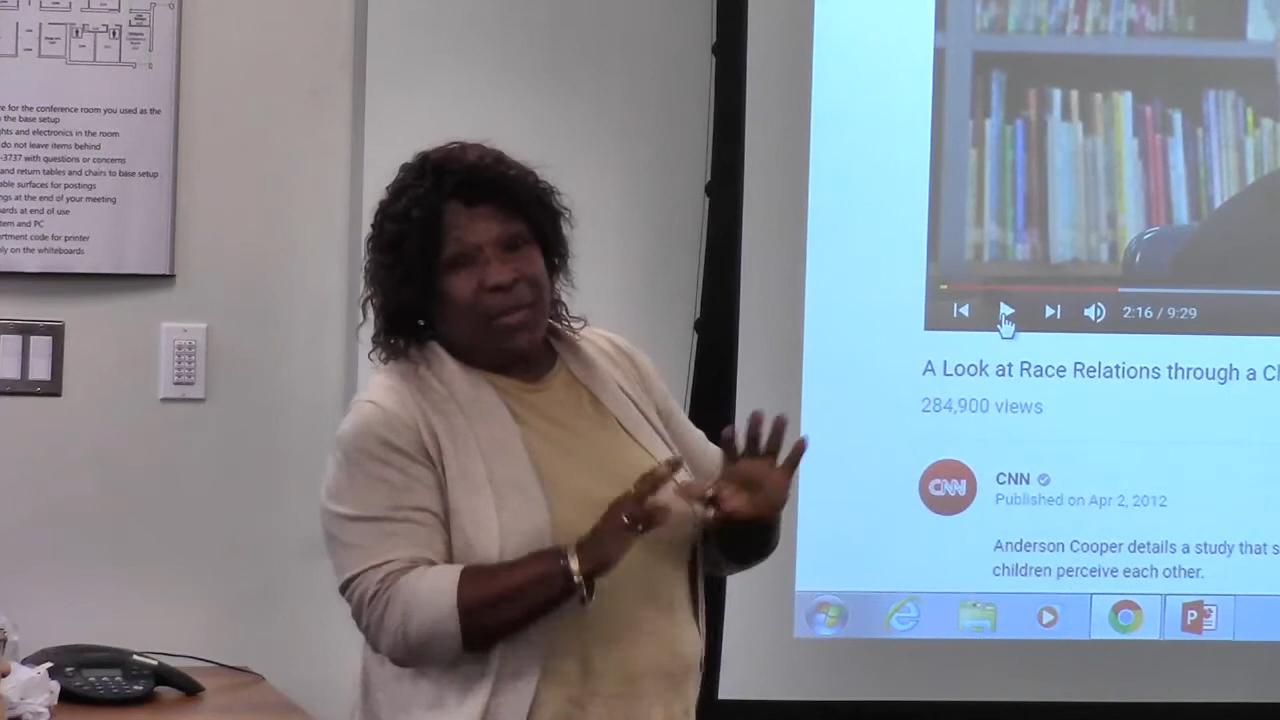 e for the conference room you used as the
the base setup
hts and electronics in the room
do not leave items behind
-3737 with questions or concerns
and return tables and chairs to base setup
able surfaces for postings
ngs at the end of your meeting
ards at end of use
tem and PC
rtment code for printer
ly on the whiteboards
2:16 / 9:29
A Look at Race Relations through a C
284,900 views
CNN
CNN
Published on Apr 2, 2012
Anderson Cooper details a study that s
children perceive each other.
P